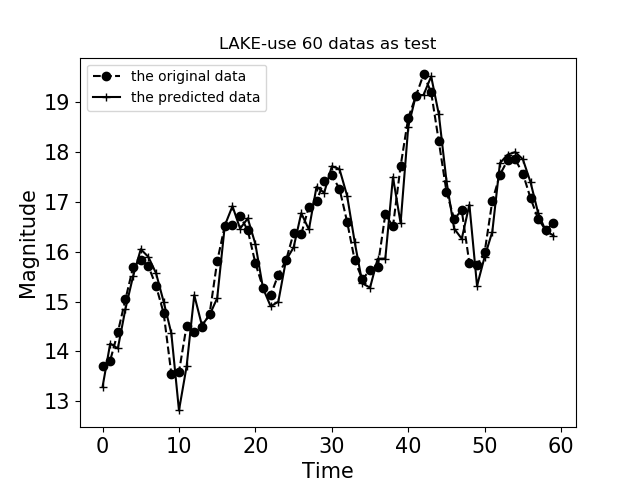 LAKE-use 60 datas as test
the original data
the predicted data
19
18
17
16
15
14
13
Magnitude
0 10 20 30 40 50 60
Time